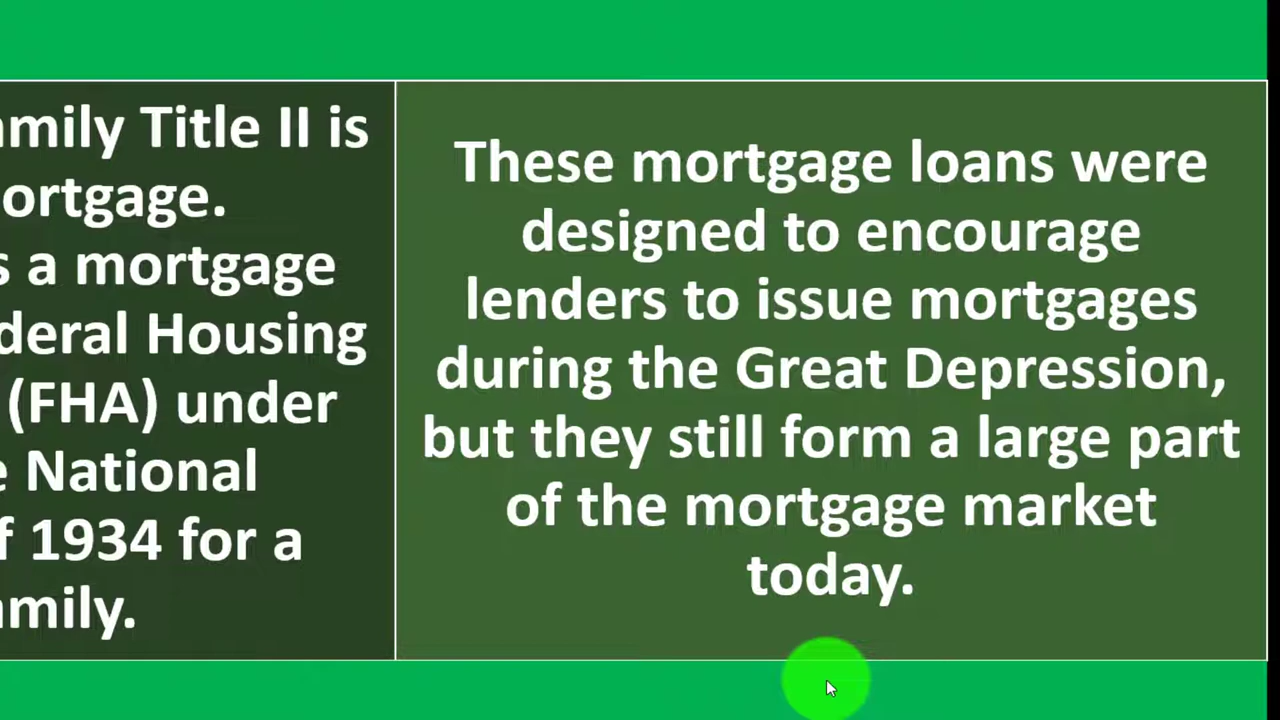 amily Title II is
ortgage.
s a mortgage
deral Housing
(FHA) under
e National
f 1934 for a
amily.
These mortgage loans were
designed to encourage
lenders to issue mortgages
during the Great Depression,
but they still form a large part
of the mortgage market
today.